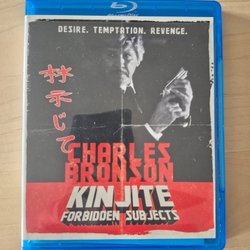 DESIRE. TEMPTATION. REVENGE.
禁じて
CHARLES
BRONSON
KINJITE
FORBIDDEN SUBJECTS